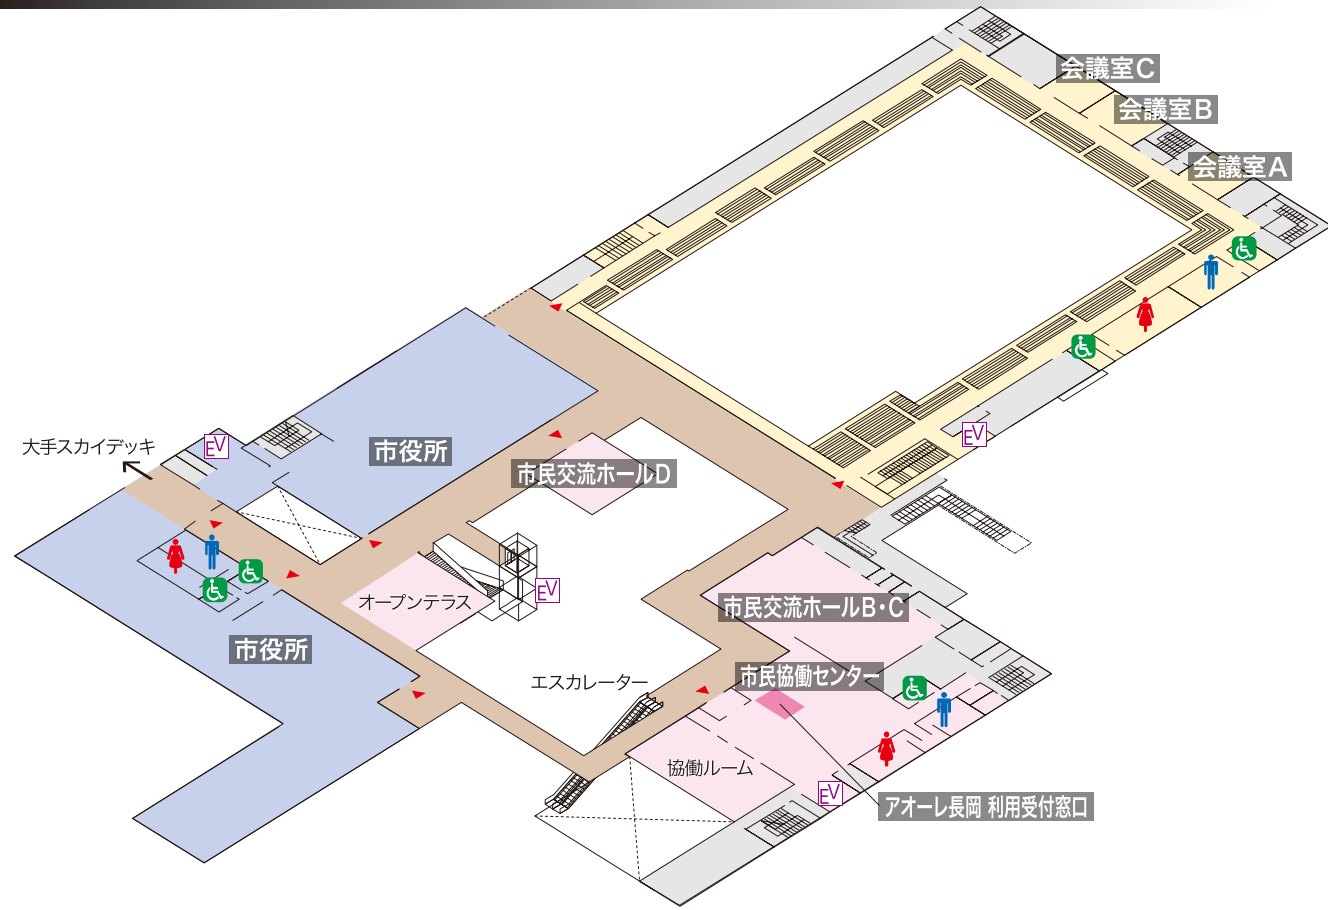 会議室C
会議室B
会議室A
大手スカイデッキ
EV
市役所
市民交流ホールD
EV
オープンテラス
EV
市民交流ホールB・C
市役所
エスカレーター
市民協働センター
協働ルーム
EV
アオーレ長岡 利用受付窓口